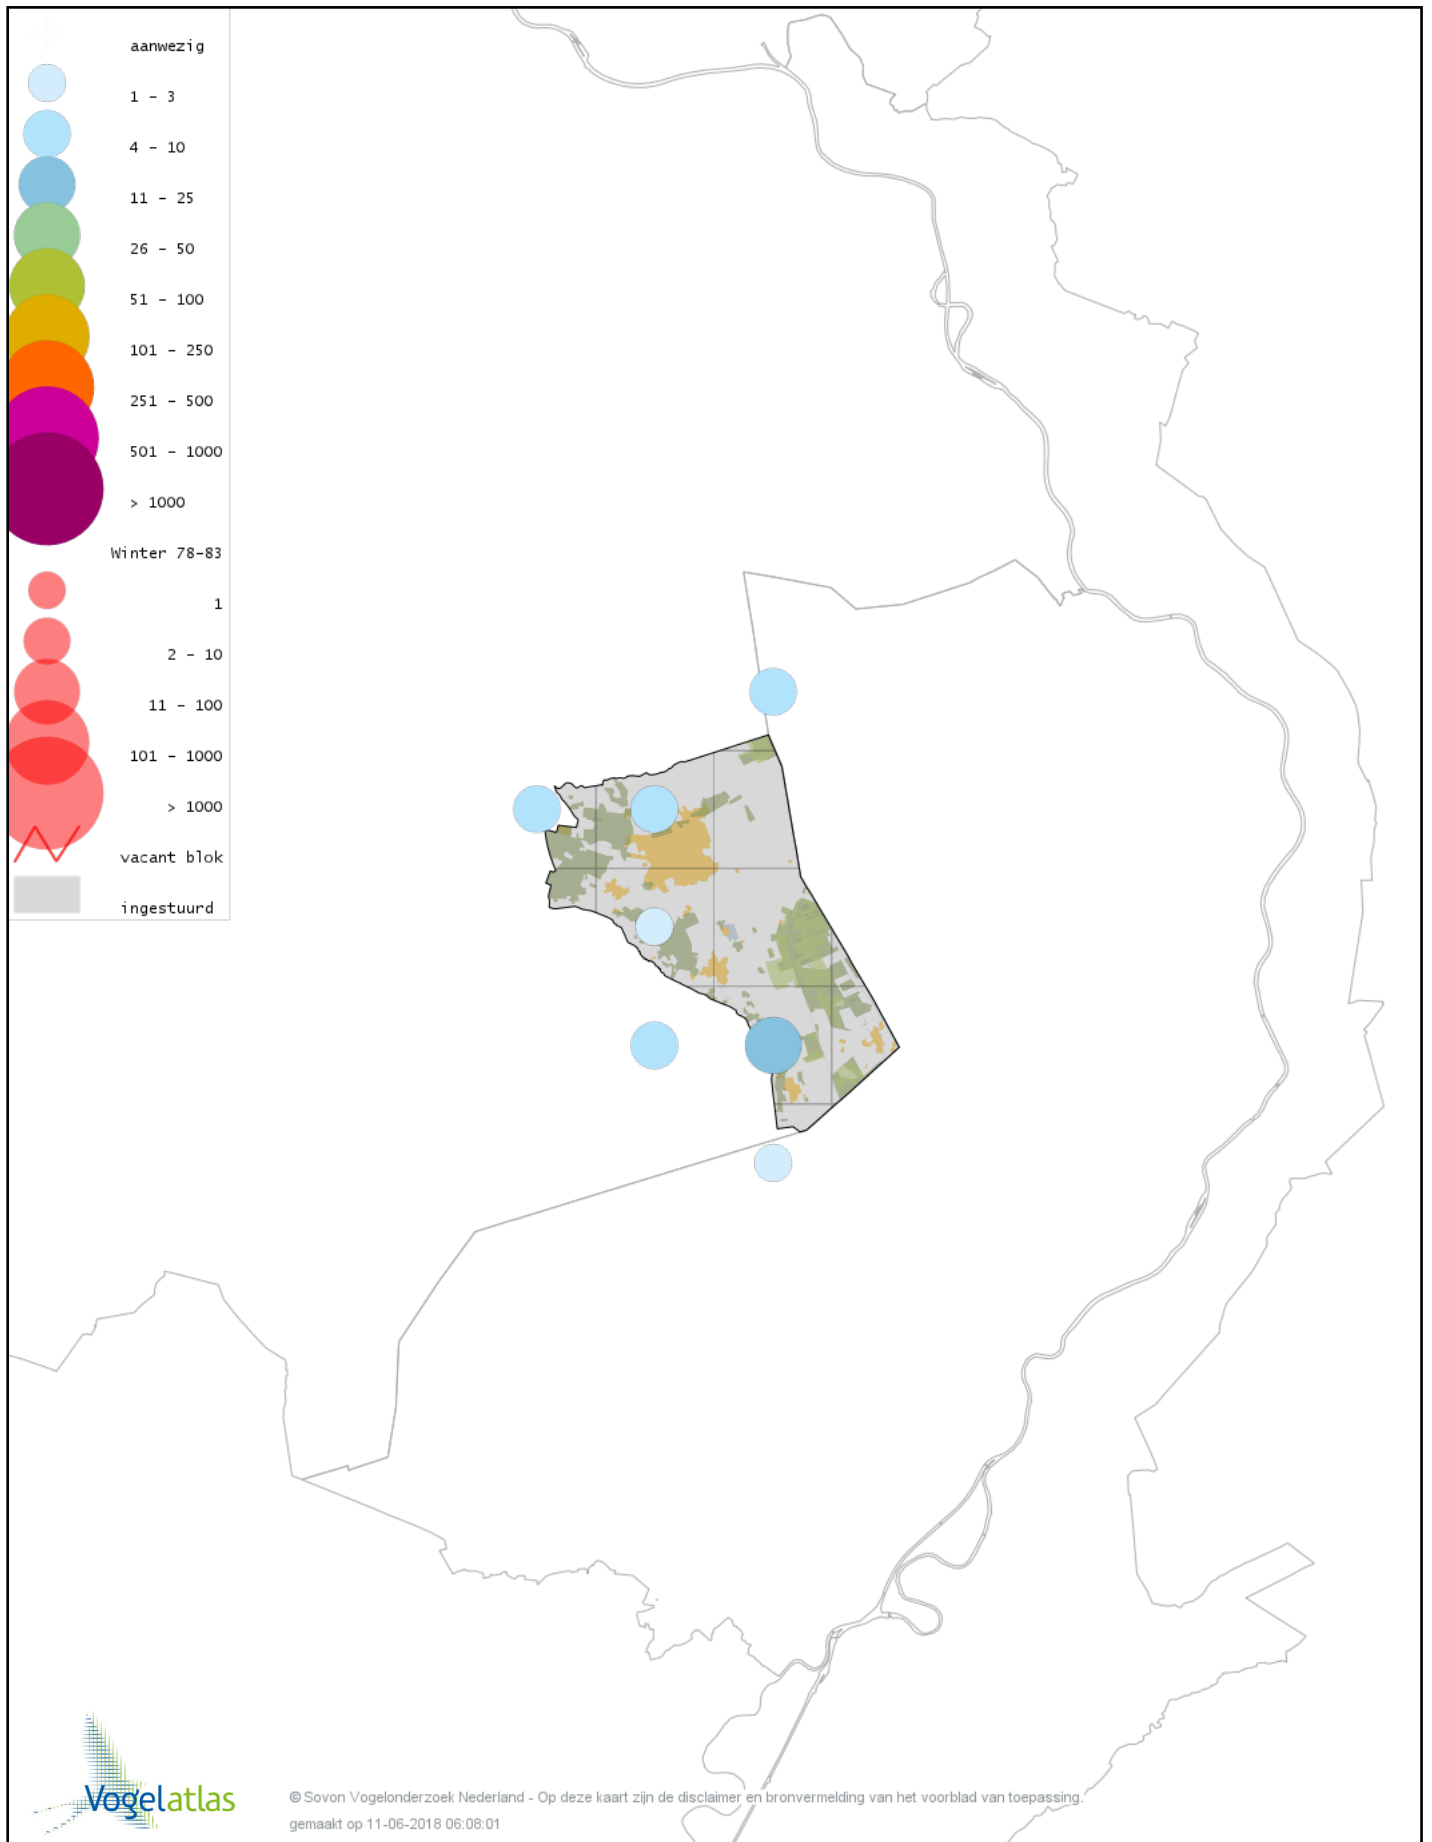 aanwezig
1 - 3
4 - 10
11 - 25
26 - 50
51 - 100
101 - 250
251 - 500
501 - 1000
> 1000
Winter 78-83
1
2 - 10
11 - 100
101 - 1000
> 1000
vacant blok
ingestuurd
Vogelatlas
© Sovon Vogelonderzoek Nederland - Op deze kaart zijn de disclaimer en bronvermelding van het voorblad van toepassing.
gemaakt op 11-06-2018 06:08:01